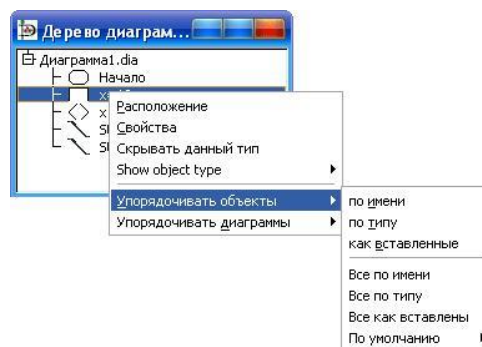 Дерево диаграм...
Диаграмма1.dia
Начало
x
Расположение
Свойства
Скрывать данный тип
Show object type
Упорядочивать объекты
Упорядочивать диаграммы
по имени
по типу
как вставленные
Все по имени
Все по типу
Все как вставлены
По умолчанию